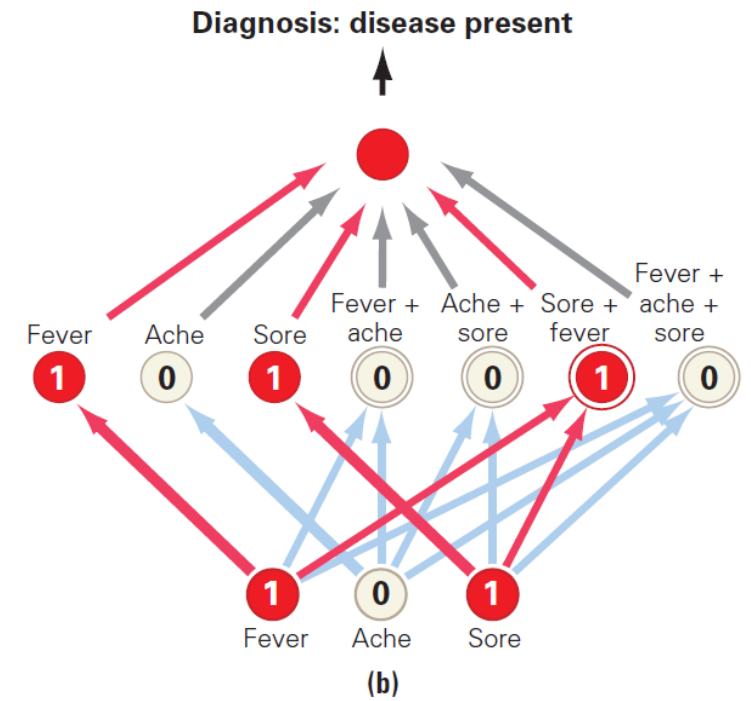 Diagnosis: disease present
Fever +
Fever + Ache + Sore + ache +
Fever Ache Sore ache sore fever sore
1 0 1 0 0 1 0
1 0 1
Fever Ache Sore
(b)